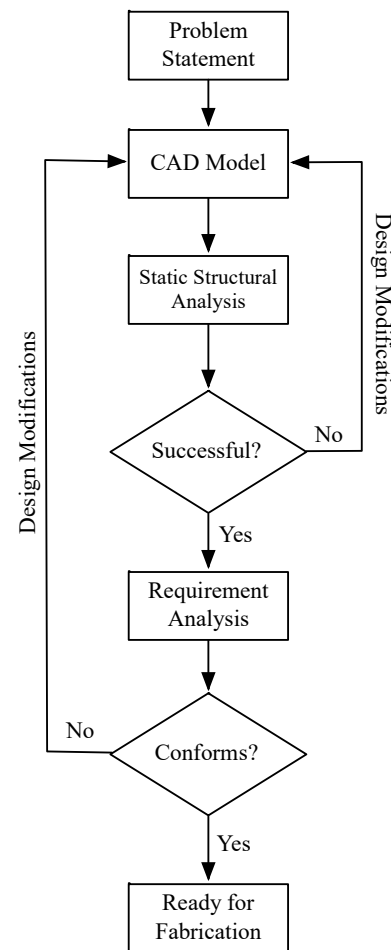 Problem
Statement
CAD Model
Static Structural
Analysis
Design Modifications
Successful?
No
Yes
Design Modifications
Requirement
Analysis
No
Conforms?
Yes
Ready for
Fabrication